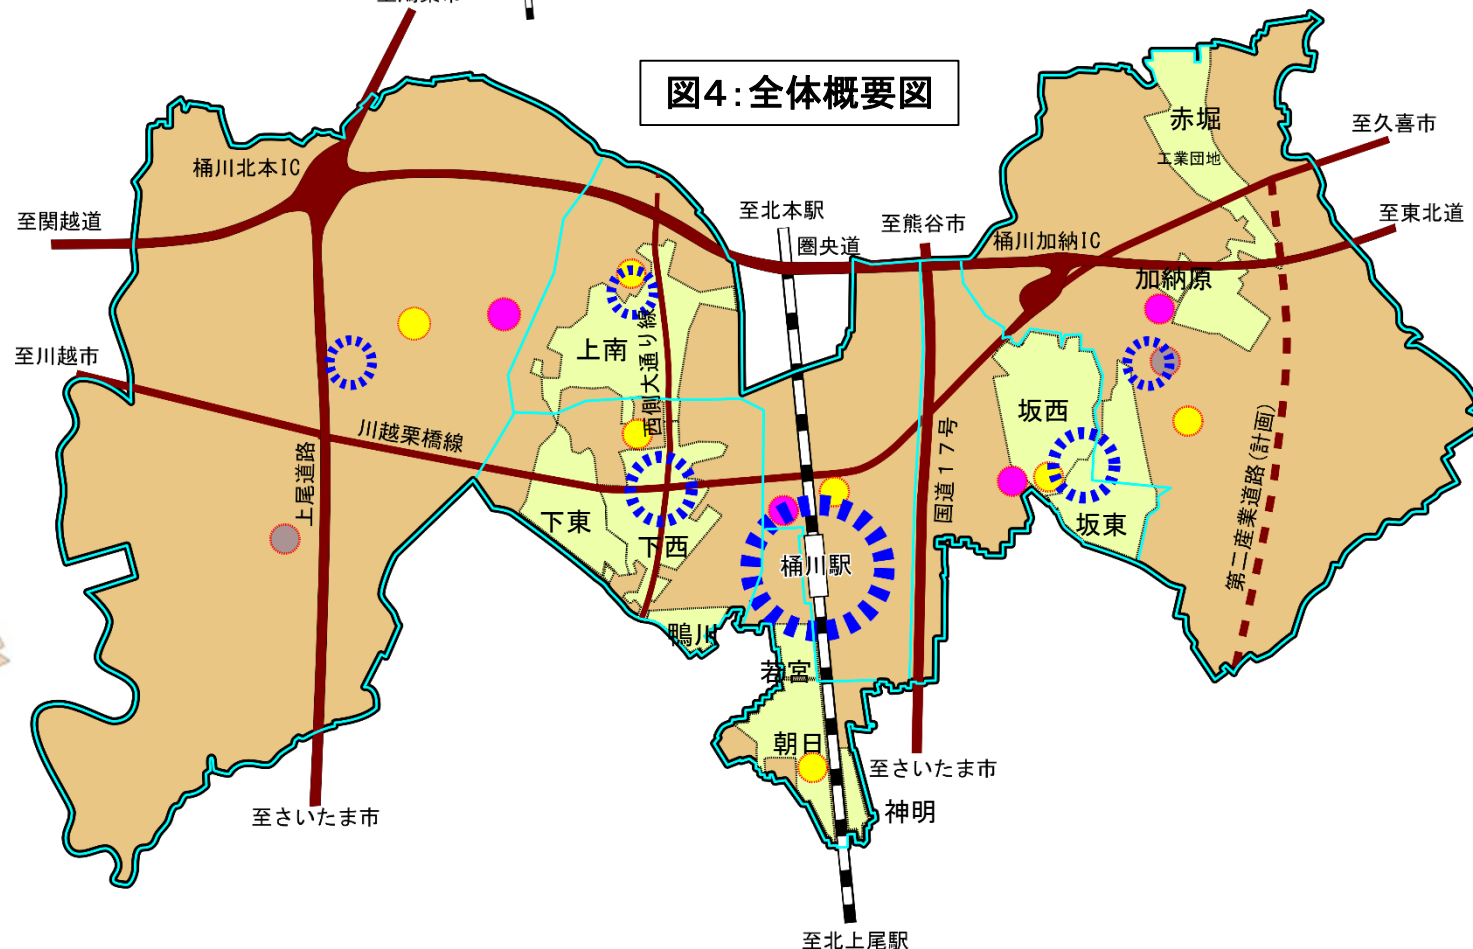 図4:全体概要図
赤堀
工業団地
至久喜市
桶川北本IC
至関越道
至北本駅
至熊谷市
至東北道
圏央道
桶川加納IC
加納原
上南
西側大通り線
至川越市
川越栗橋線
上尾道路
坂西
国道17号
第二産業道路(計画)
下東
下西
坂東
桶川駅
鴨川
若宮
朝日
至さいたま市
至さいたま市
神明
至北上尾駅